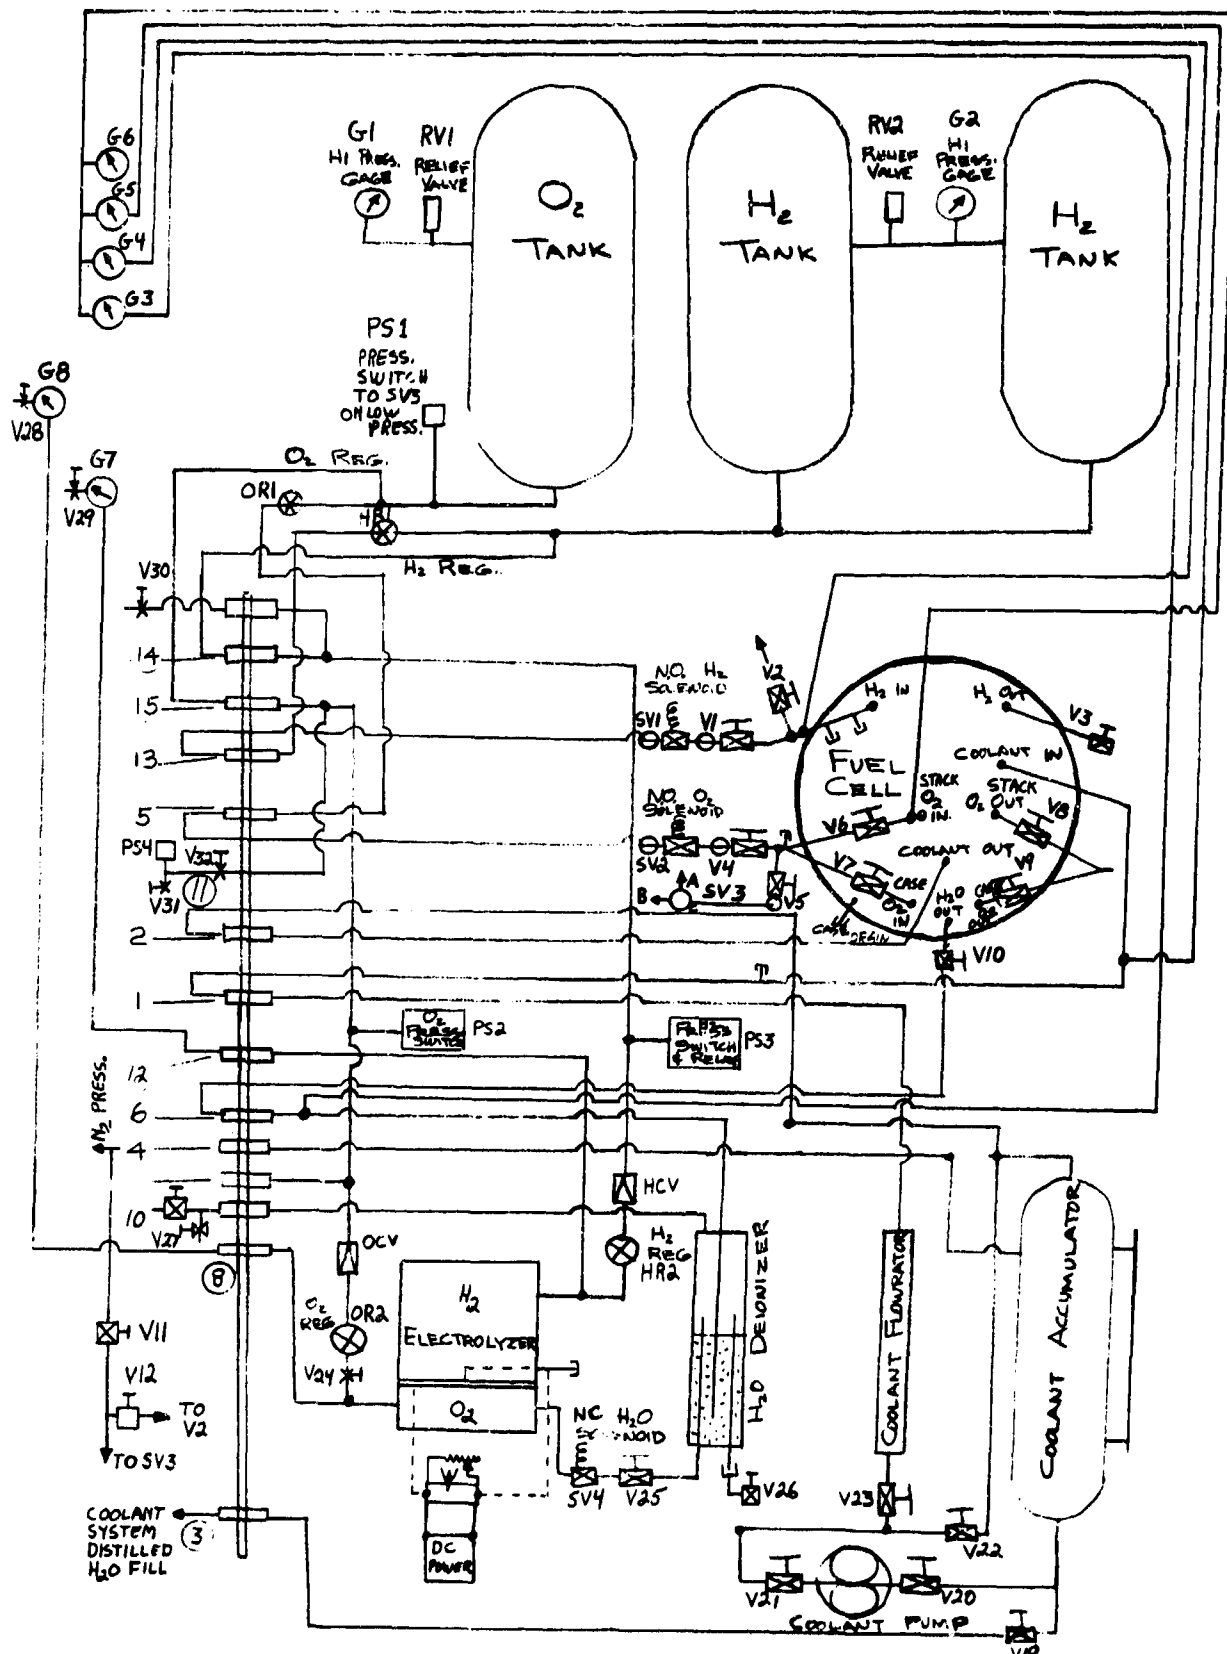 G6
G5
G4
G3
G1
HI PRESS.
GAGE
RV1
RELIEF
VALVE
O2
TANK
H2
TANK
RV2
RELIEF
VALVE
G2
HI
PRESS.
GAGE
H2
TANK
PS1
PRESS.
SWITCH
TO SV3
ON LOW
PRESS.
G8
V28
G7
V29
O2 REG.
OR1
H2 REG.
V30
14
15
13
5
PS4
V32
V31
11
2
1
12
6
4
10
V27
8
N2 PRESS.
V11
V12
TO
V2
TO SV3
COOLANT
SYSTEM
DISTILLED
H2O FILL
3
N.O. H2
SOLENOID
SV1
V1
V2
H2 IN
H2 OUT
V3
FUEL
CELL
COOLANT IN
STACK
O2
IN
STACK
O2 OUT
V8
N.O. O2
SOLENOID
SV2
V4
V6
V7
COOLANT OUT
V9
B
A
SV3
V5
CASE
O2
IN
H2O
OUT
CASE
V10
O2
PRESS
SWITCH
PS2
SWITCH
& RELAY
PS3
HCV
H2
REG
HR2
OCV
O2
REG
OR2
V24
H2
ELECTROLYZER
O2
DC
POWER
NC H2O
SOLENOID
SV4
V25
V26
H2O DEIONIZER
COOLANT FLOWRATOR
COOLANT ACCUMULATOR
V23
V22
V21
V20
COOLANT PUMP